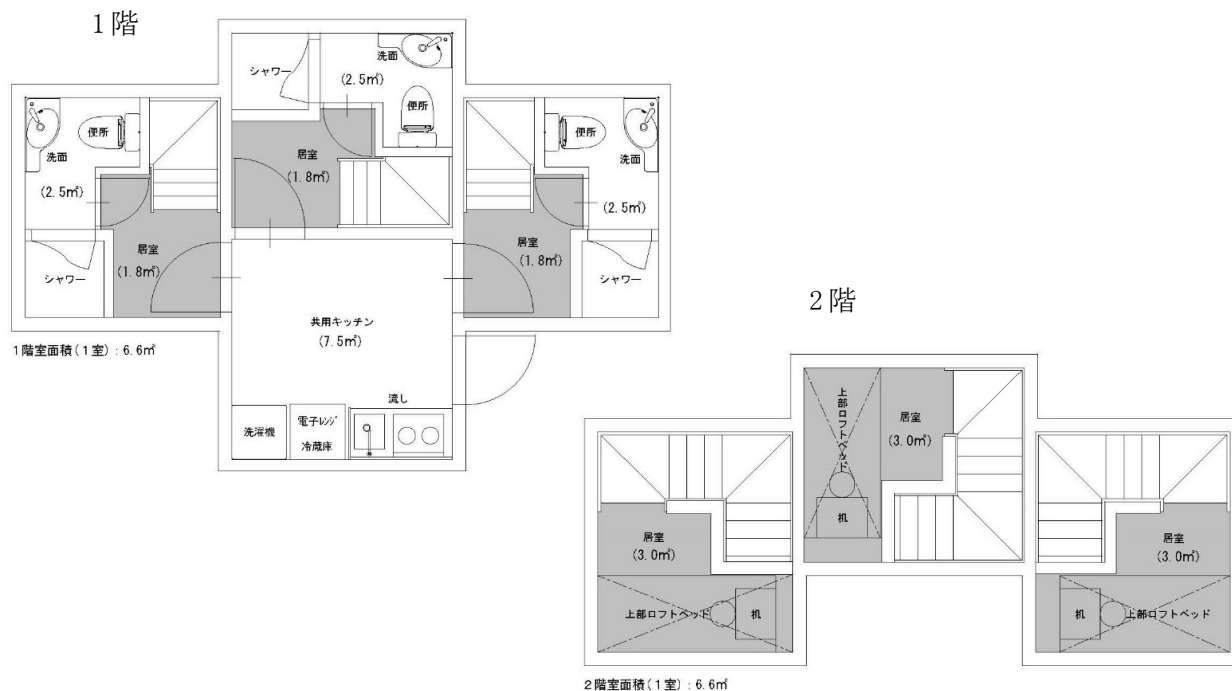 1階
シャワー
洗面
(2.5㎡)
便所
居室
(1.8㎡)
便所
洗面
(2.5㎡)
居室
(1.8㎡)
シャワー
便所
洗面
(2.5㎡)
居室
(1.8㎡)
シャワー
共用キッチン
(7.5㎡)
流し
洗濯機
電子ﾚﾝｼﾞ
冷蔵庫
1階室面積(1室):6.6㎡
2階
上部ロフトベッド
居室
(3.0㎡)
机
居室
(3.0㎡)
上部ロフトベッド
机
居室
(3.0㎡)
机
上部ロフトベッド
2階室面積(1室):6.6㎡